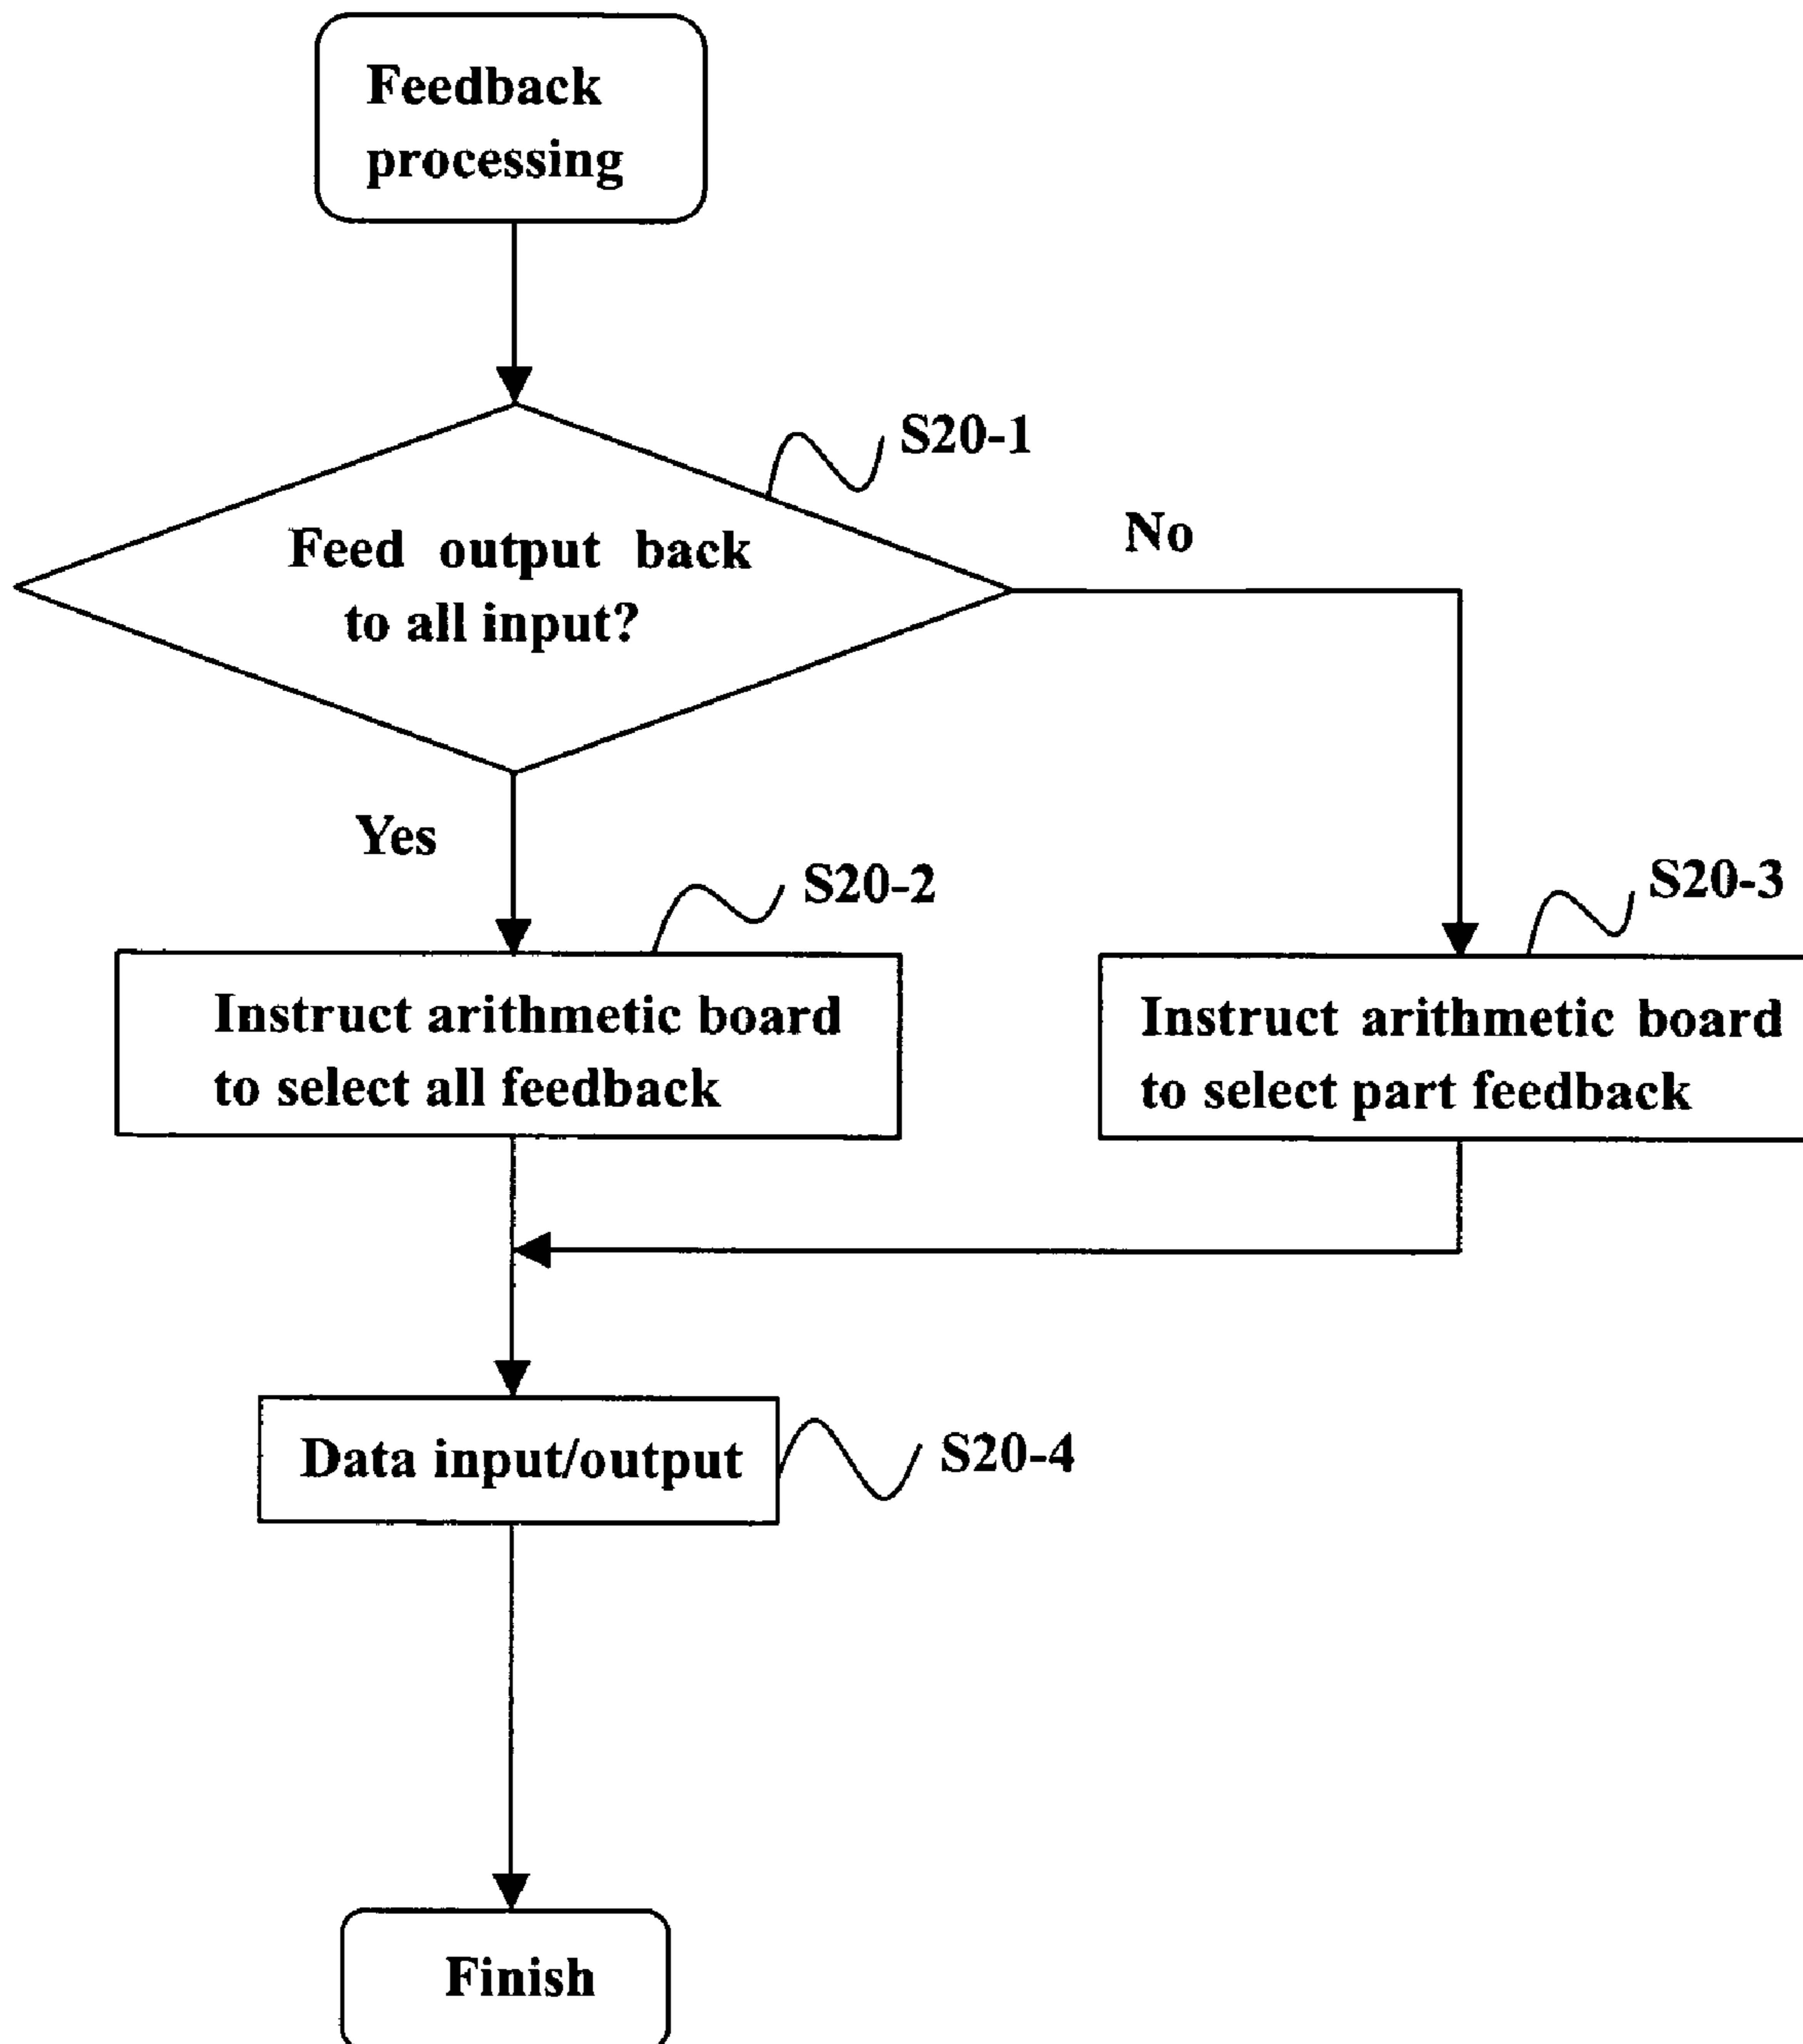 Feedback
processing
S20-1
No
Feed output back
to all input?
Yes
S20-2
S20-3
Instruct arithmetic board
to select all feedback
Instruct arithmetic board
to select part feedback
Data input/output
S20-4
Finish